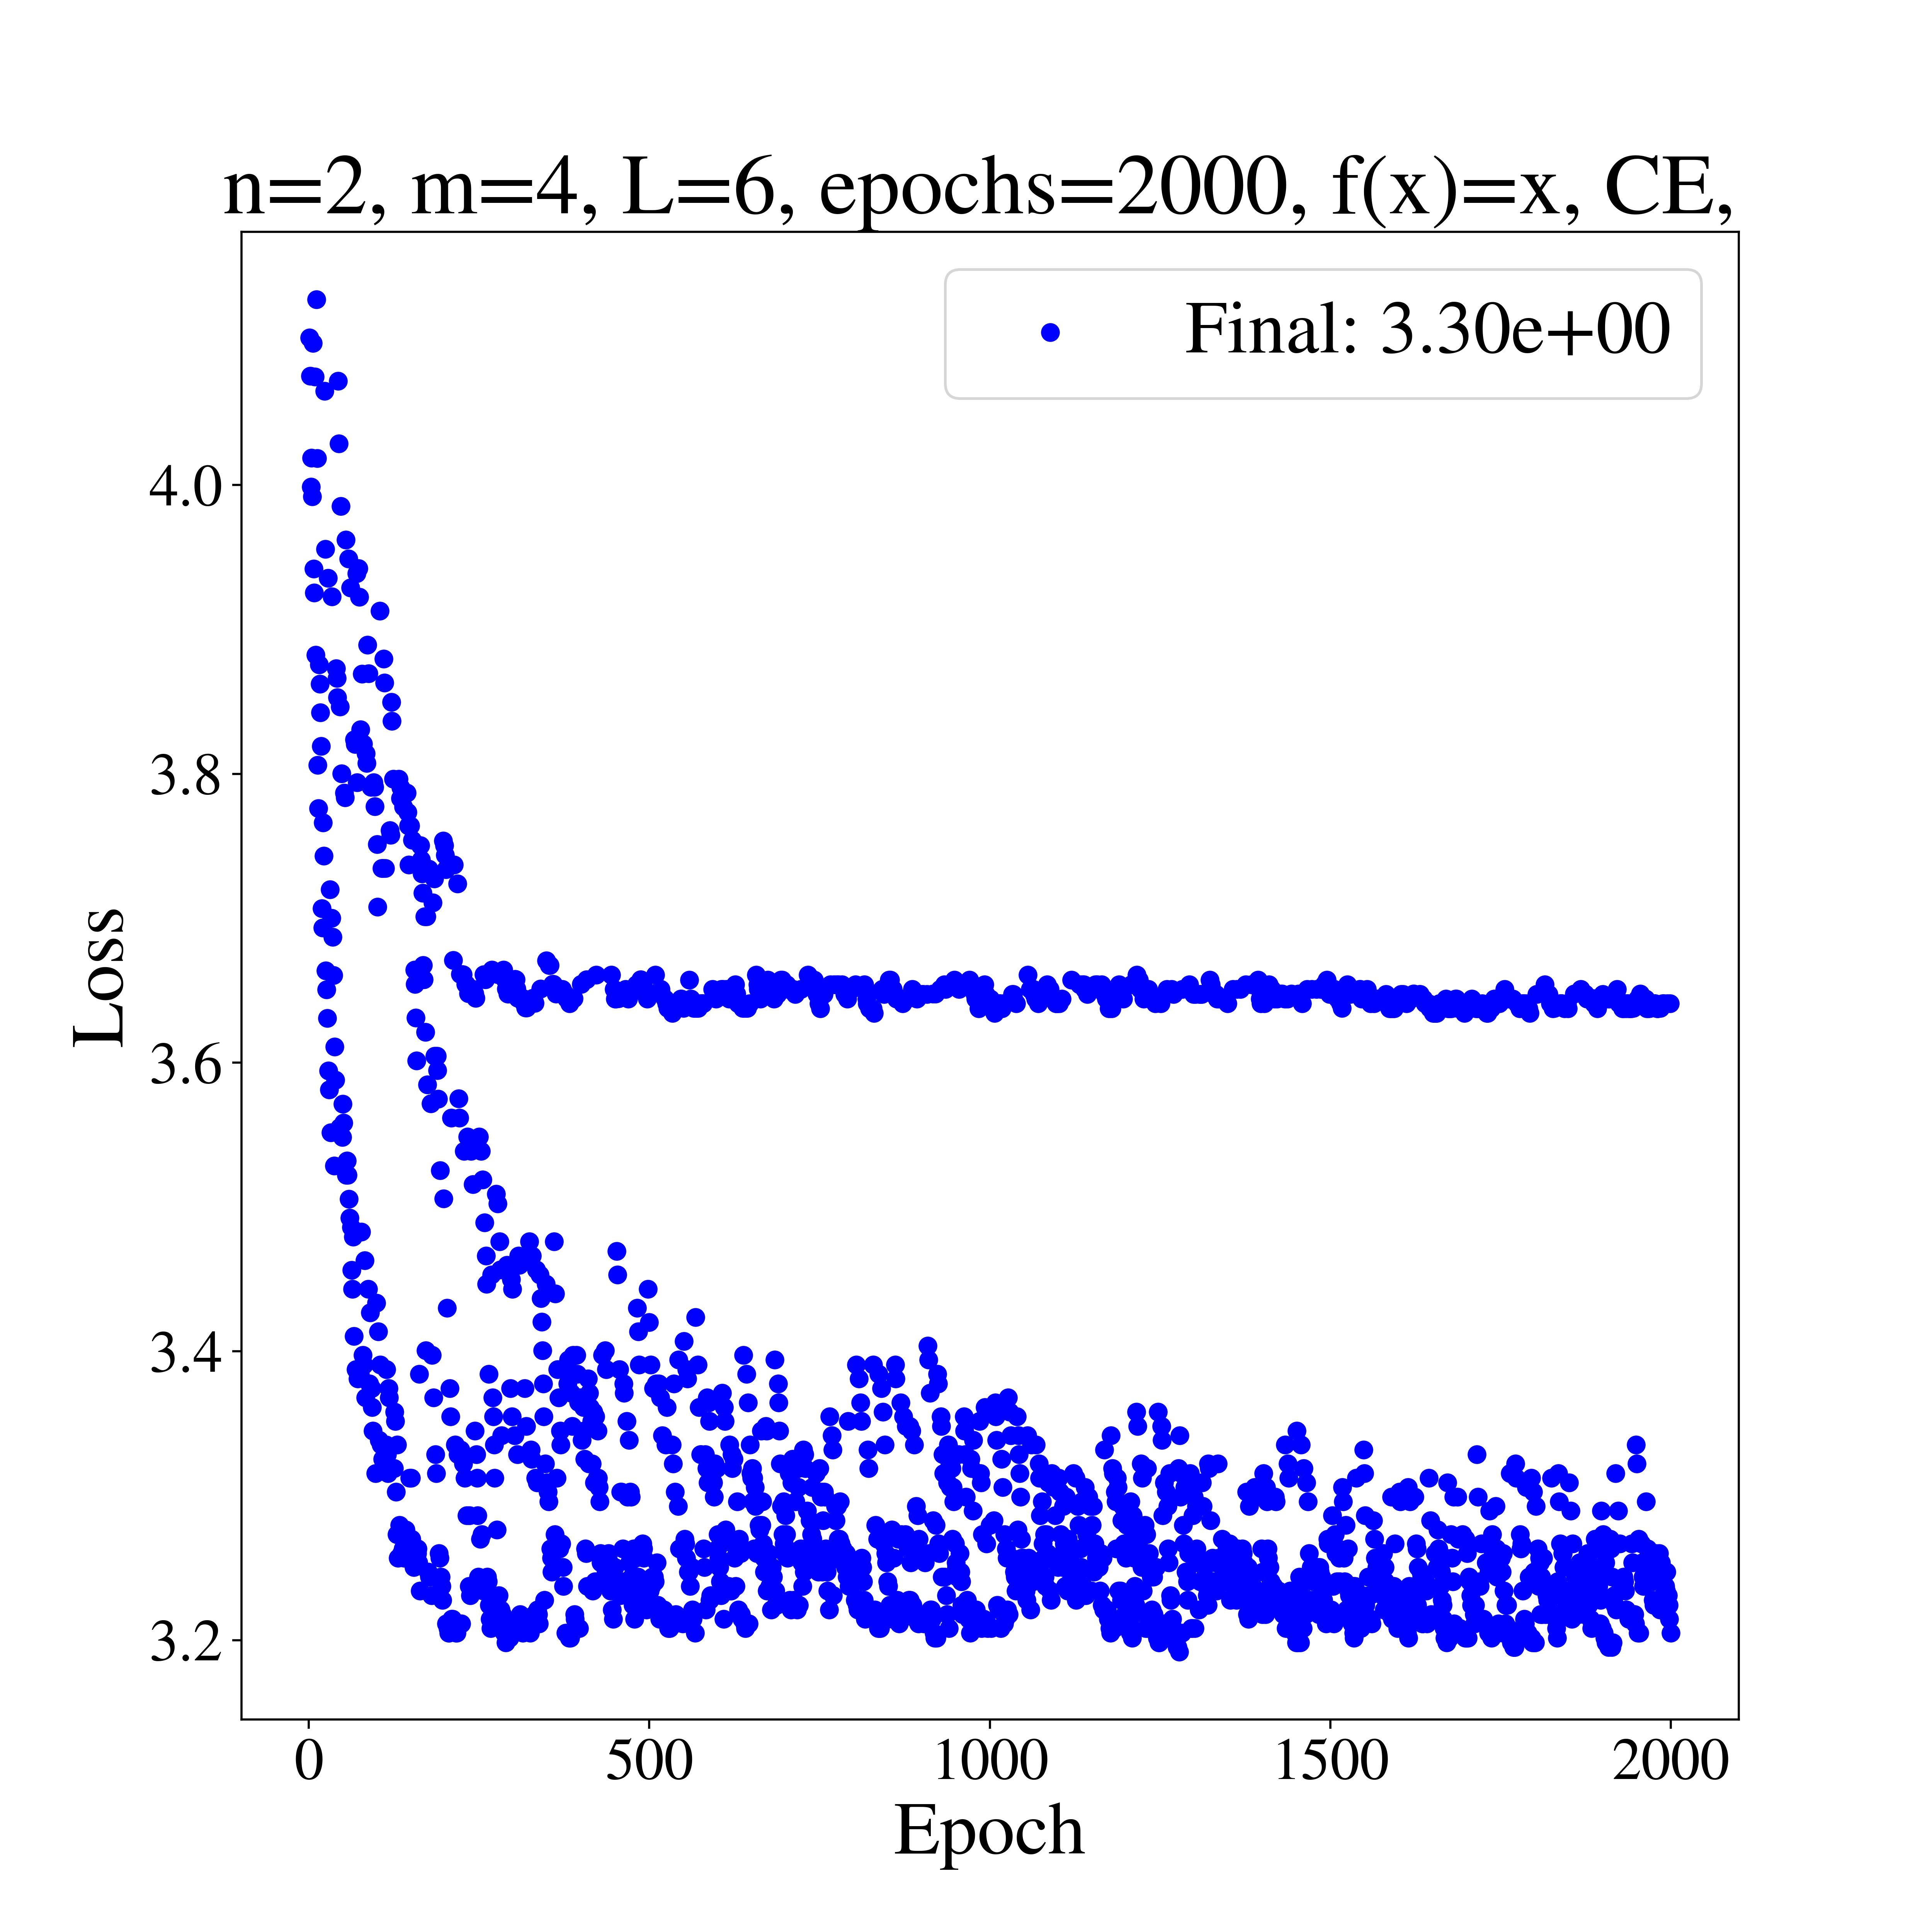 n=2, m=4, L=6, epochs=2000, f(x)=x, CE,
Final: 3.30e+00
Loss
4.0
3.8
3.6
3.4
3.2
0 500 1000 1500 2000
Epoch